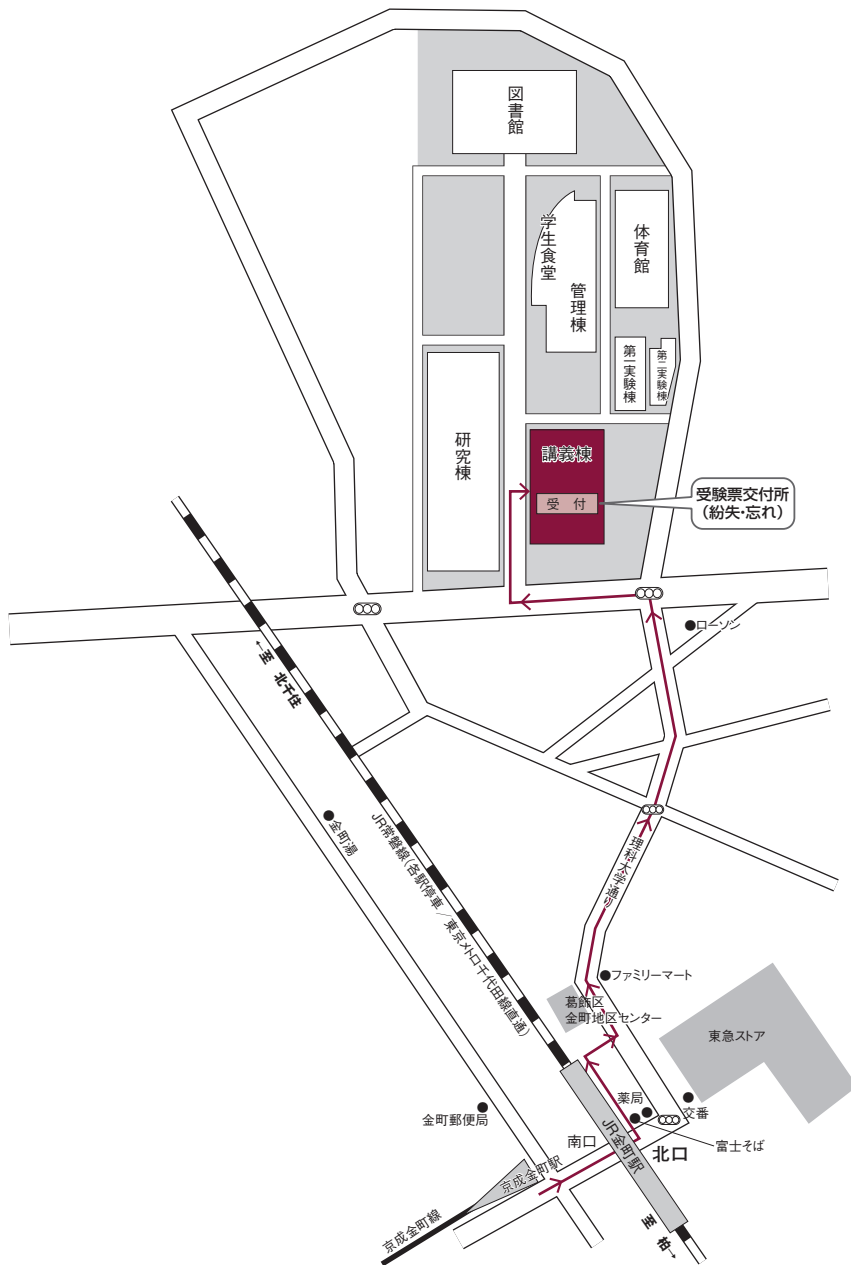 図書館
学生食堂
管理棟
体育館
第一実験棟
第二実験棟
研究棟
講義棟
受 付
受験票交付所
（紛失・忘れ）
ローソン
←至 北千住
金町湯
JR常磐線（各駅停車／東京メトロ千代田線直通）
理科大学通り
ファミリーマート
葛飾区
金町地区センター
東急ストア
薬局
交番
金町郵便局
富士そば
南口
JR金町駅
北口
京成金町駅
京成金町線
至 柏→